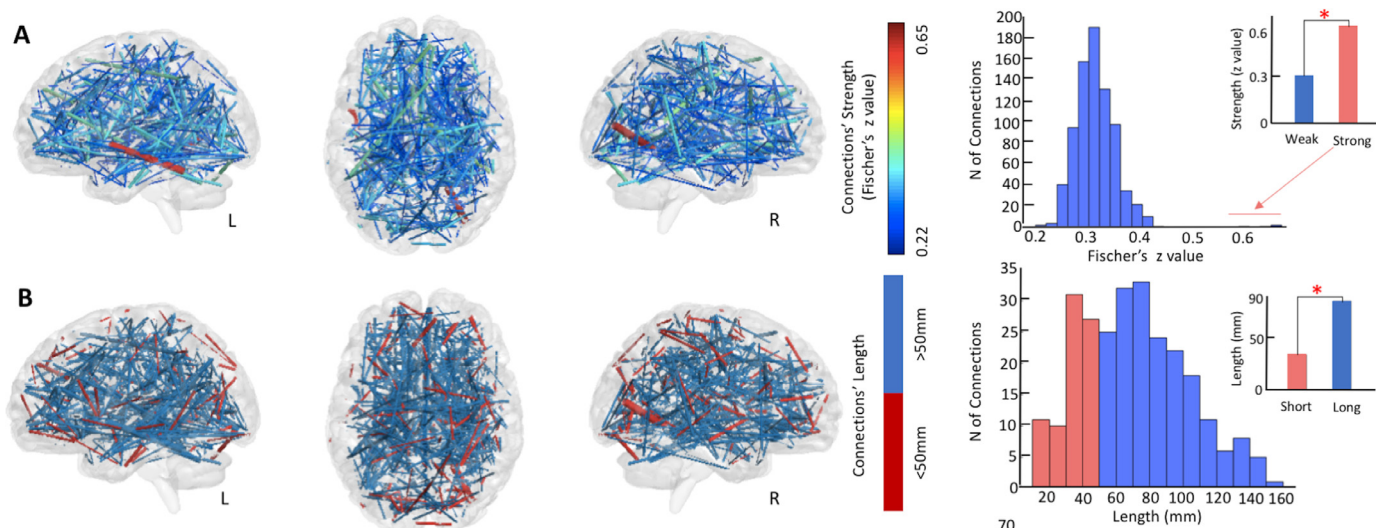 A
L
R
Connections' Strength
(Fischer's z value)
0.65
0.22
N of Connections
200
180
160
140
120
100
80
60
40
20
0
0.2
0.3
0.4
0.5
0.6
Fischer's z value
Strength (z value)
0.3
0
*
Weak
Strong
B
L
R
Connections' Length
>50mm
<50mm
N of Connections
35
30
25
20
15
10
5
0
20
40
60
80
100
120
140
160
Length (mm)
Length (mm)
90
50
0
*
Short
Long
70